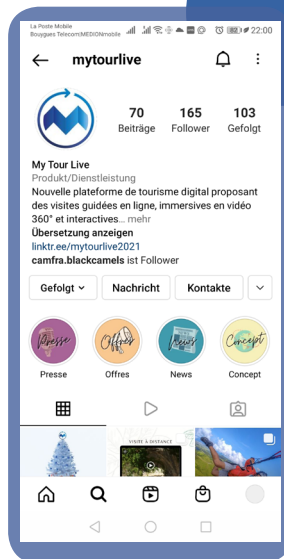 La Poste Mobile
Bouygues Telecom|MEDIONmobile 82 22:00
mytourlive
70 165 103
Beiträge Follower Gefolgt
My Tour Live
Produkt/Dienstleistung
Nouvelle plateforme de tourisme digital proposant
des visites guidées en ligne, immersives en vidéo
360° et interactives... mehr
Übersetzung anzeigen
linktr.ee/mytourlive2021
camfra.blackcamels ist Follower
Gefolgt Nachricht Kontakte
Presse Offres News Concept
Presse Offres News Concept
VISITE À DISTANCE